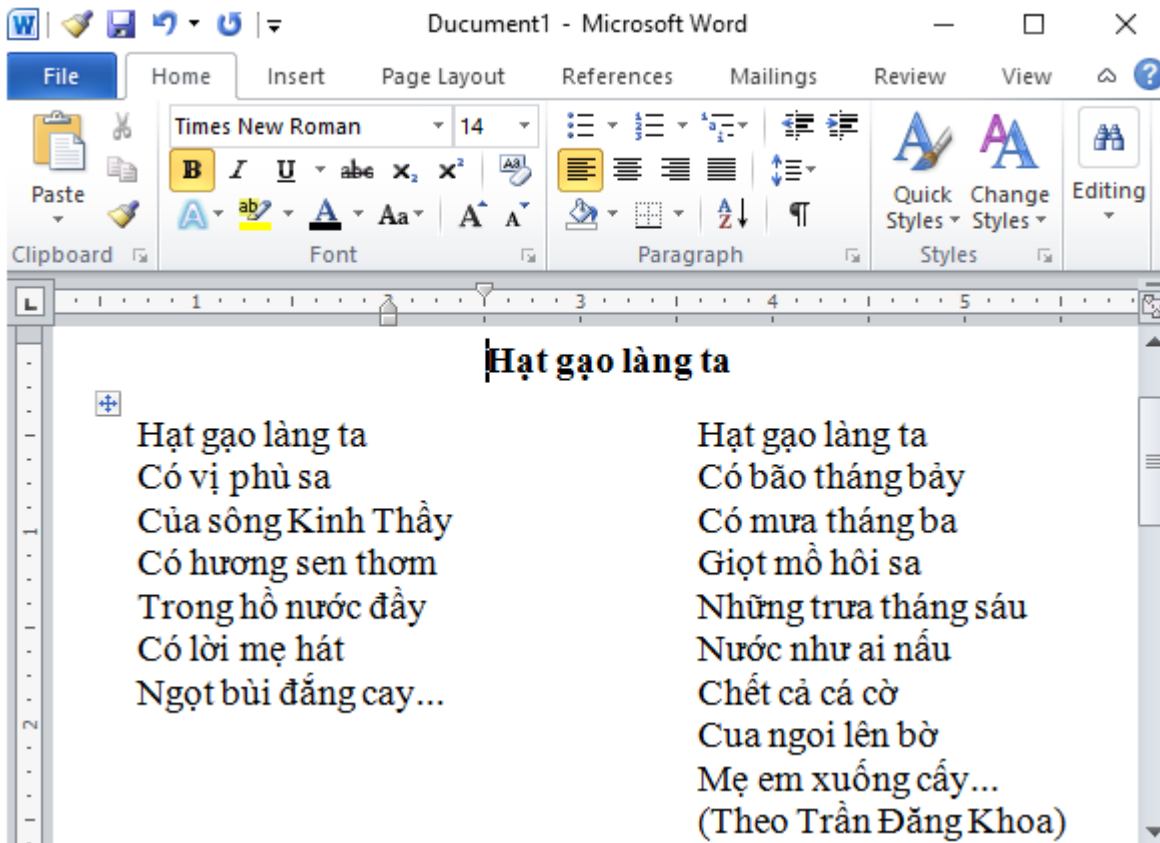 Ducument1 - Microsoft Word
File Home Insert Page Layout References Mailings Review View
Times New Roman 14
Paste
Quick Styles
Change Styles
Editing
Clipboard Font Paragraph Styles
1 2 3 4 5
Hạt gạo làng ta
Hạt gạo làng ta
Có vị phù sa
Của sông Kinh Thầy
Có hương sen thơm
Trong hồ nước đầy
Có lời mẹ hát
Ngọt bùi đắng cay...
Hạt gạo làng ta
Có bão tháng bảy
Có mưa tháng ba
Giọt mồ hôi sa
Những trưa tháng sáu
Nước như ai nấu
Chết cả cá cờ
Cua ngoi lên bờ
Mẹ em xuống cấy...
(Theo Trần Đăng Khoa)